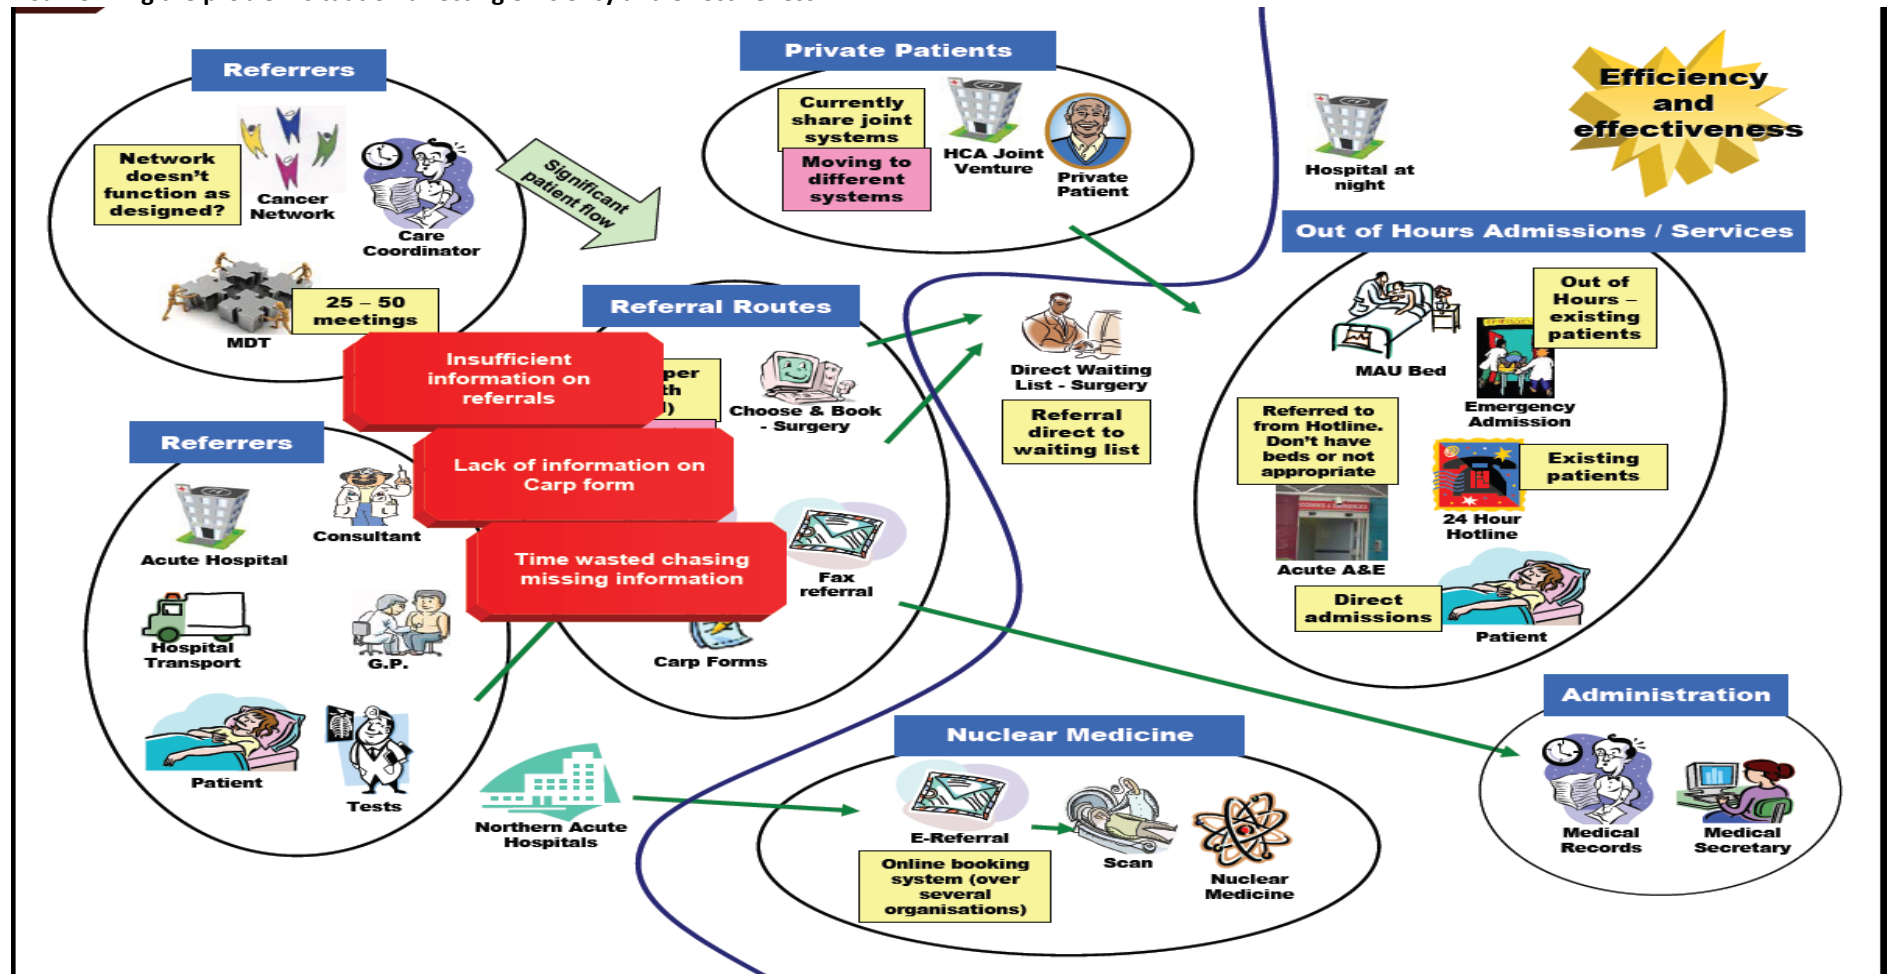 Referrers
Network
doesn't
function as
designed?
Cancer
Network
Care
Coordinator
25 – 50
meetings
MDT
Significant
patient flow
Private Patients
Currently
share joint
systems
Moving to
different
systems
HCA Joint
Venture
Private
Patient
Hospital at
night
Efficiency
and
effectiveness
Referral Routes
Insufficient
information on
referrals
Choose & Book
- Surgery
Lack of information on
Carp form
Time wasted chasing
missing information
Fax
referral
Carp Forms
Direct Waiting
List - Surgery
Referral
direct to
waiting list
Out of Hours Admissions / Services
Out of
Hours –
existing
patients
MAU Bed
Emergency
Admission
Referred to
from Hotline.
Don't have
beds or not
appropriate
Existing
patients
24 Hour
Hotline
Acute A&E
Direct
admissions
Patient
Referrers
Acute Hospital
Consultant
Hospital
Transport
G.P.
Patient
Tests
Northern Acute
Hospitals
Nuclear Medicine
E-Referral
Online booking
system (over
several
organisations)
Scan
Nuclear
Medicine
Administration
Medical
Records
Medical
Secretary